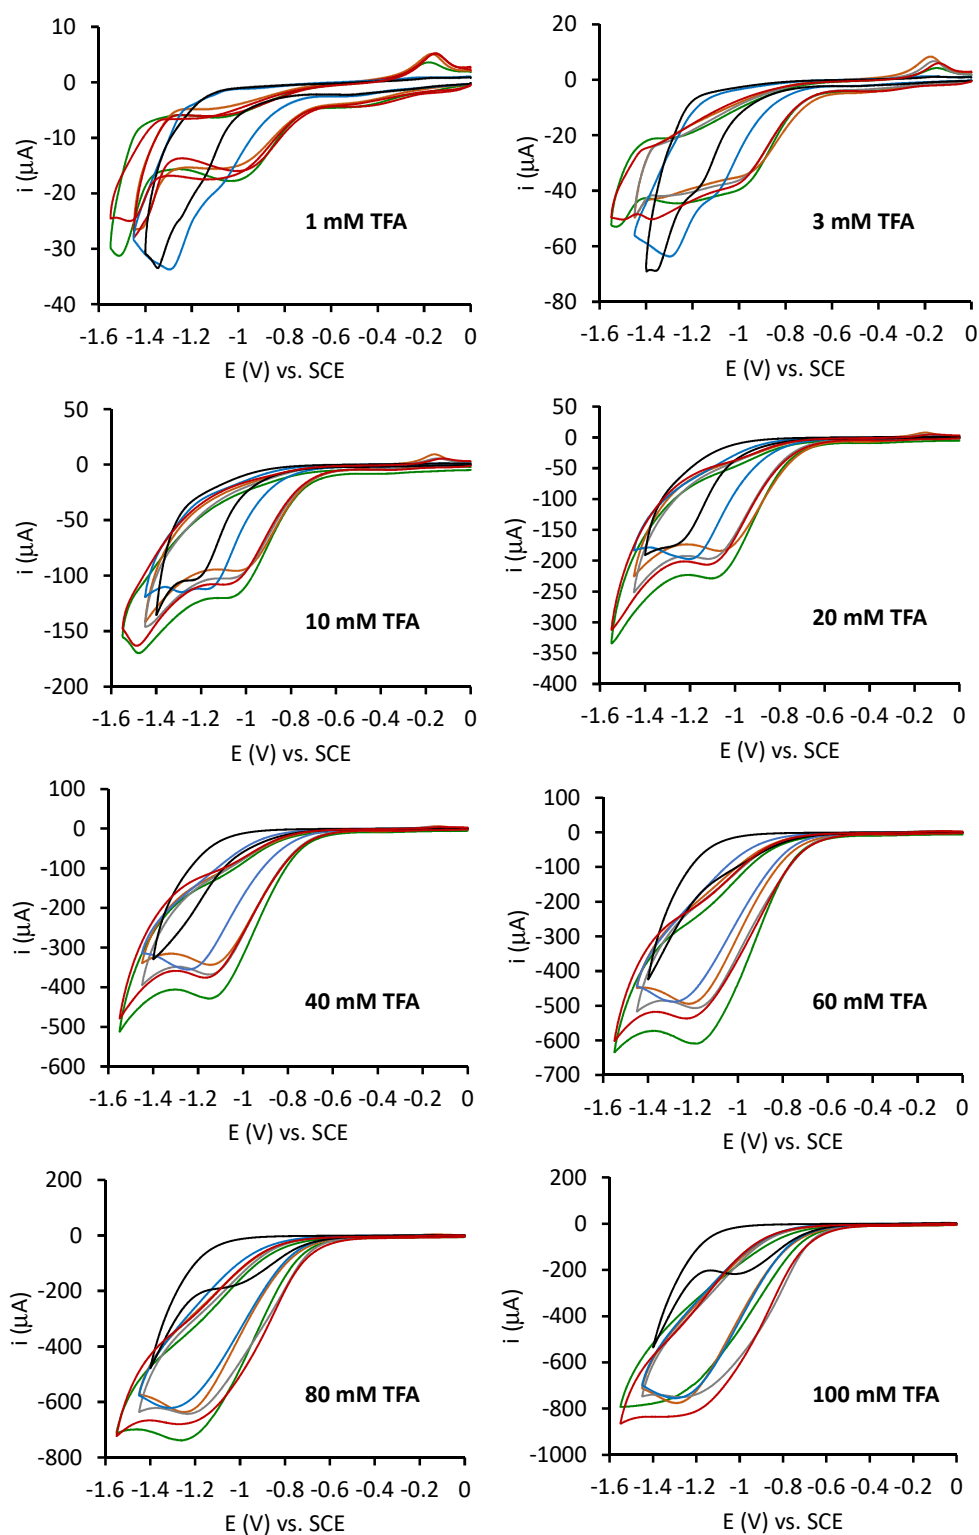 10
0
-10
-20
-30
-40
i (μA)
1 mM TFA
-1.6 -1.4 -1.2 -1 -0.8 -0.6 -0.4 -0.2 0
E (V) vs. SCE
20
0
-20
-40
-60
-80
i (μA)
3 mM TFA
-1.6 -1.4 -1.2 -1 -0.8 -0.6 -0.4 -0.2 0
E (V) vs. SCE
50
0
-50
-100
-150
-200
i (μA)
10 mM TFA
-1.6 -1.4 -1.2 -1 -0.8 -0.6 -0.4 -0.2 0
E (V) vs. SCE
50
0
-50
-100
-150
-200
-250
-300
-350
-400
i (μA)
20 mM TFA
-1.6 -1.4 -1.2 -1 -0.8 -0.6 -0.4 -0.2 0
E (V) vs. SCE
100
0
-100
-200
-300
-400
-500
-600
i (μA)
40 mM TFA
-1.6 -1.4 -1.2 -1 -0.8 -0.6 -0.4 -0.2 0
E (V) vs. SCE
100
0
-100
-200
-300
-400
-500
-600
-700
i (μA)
60 mM TFA
-1.6 -1.4 -1.2 -1 -0.8 -0.6 -0.4 -0.2 0
E (V) vs. SCE
200
0
-200
-400
-600
-800
i (μA)
80 mM TFA
-1.6 -1.4 -1.2 -1 -0.8 -0.6 -0.4 -0.2 0
E (V) vs. SCE
200
0
-200
-400
-600
-800
-1000
i (μA)
100 mM TFA
-1.6 -1.4 -1.2 -1 -0.8 -0.6 -0.4 -0.2 0
E (V) vs. SCE